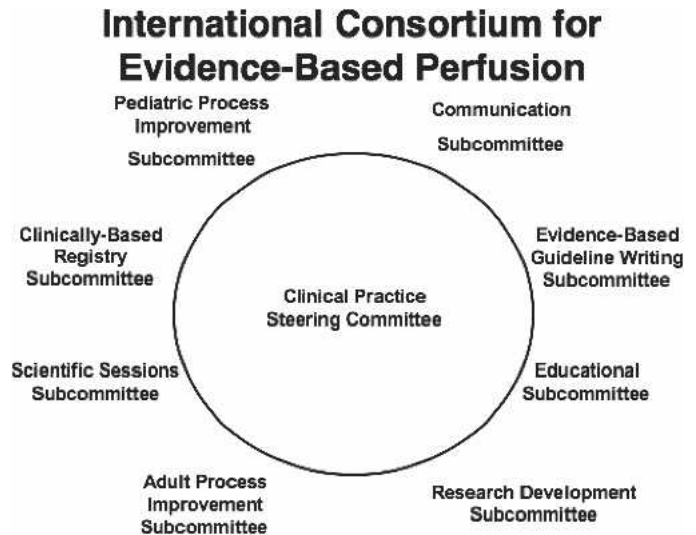 International Consortium for
Evidence-Based Perfusion
Pediatric Process
Improvement
Subcommittee
Communication
Subcommittee
Clinically-Based
Registry
Subcommittee
Evidence-Based
Guideline Writing
Subcommittee
Clinical Practice
Steering Committee
Scientific Sessions
Subcommittee
Educational
Subcommittee
Adult Process
Improvement
Subcommittee
Research Development
Subcommittee